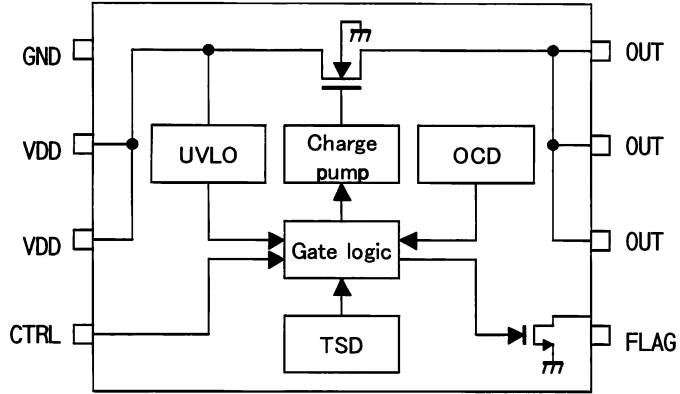 GND
OUT
VDD
UVLO
Charge
pump
OCD
OUT
VDD
Gate logic
OUT
CTRL
TSD
FLAG